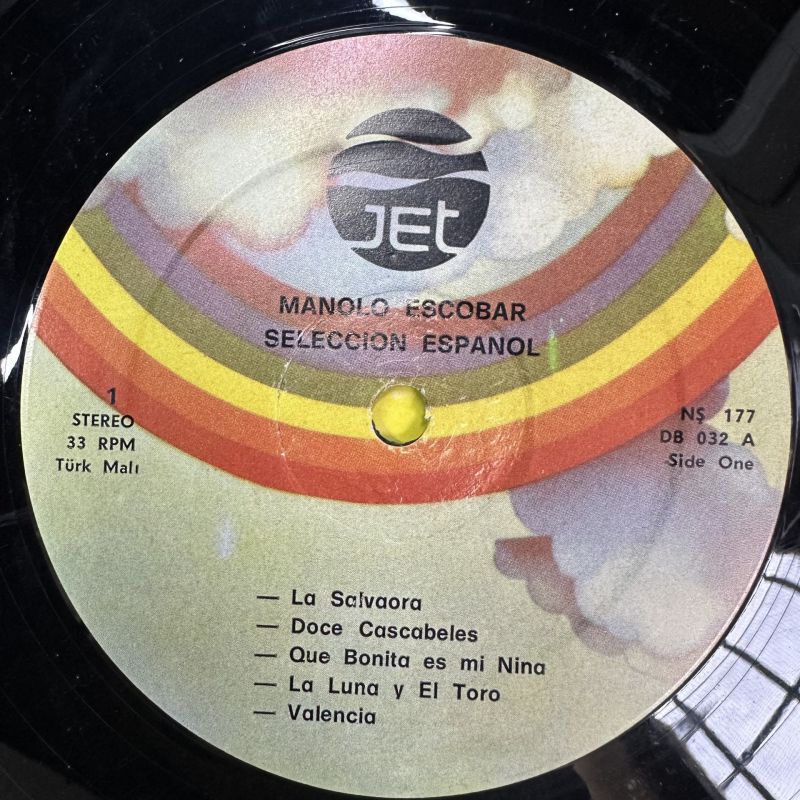 JEt
MANOLO ESCOBAR
SELECCION ESPANOL
1
STEREO
33 RPM
Türk Malı
N$ 177
DB 032 A
Side One
— La Salvaora
— Doce Cascabeles
— Que Bonita es mi Nina
— La Luna y El Toro
— Valencia